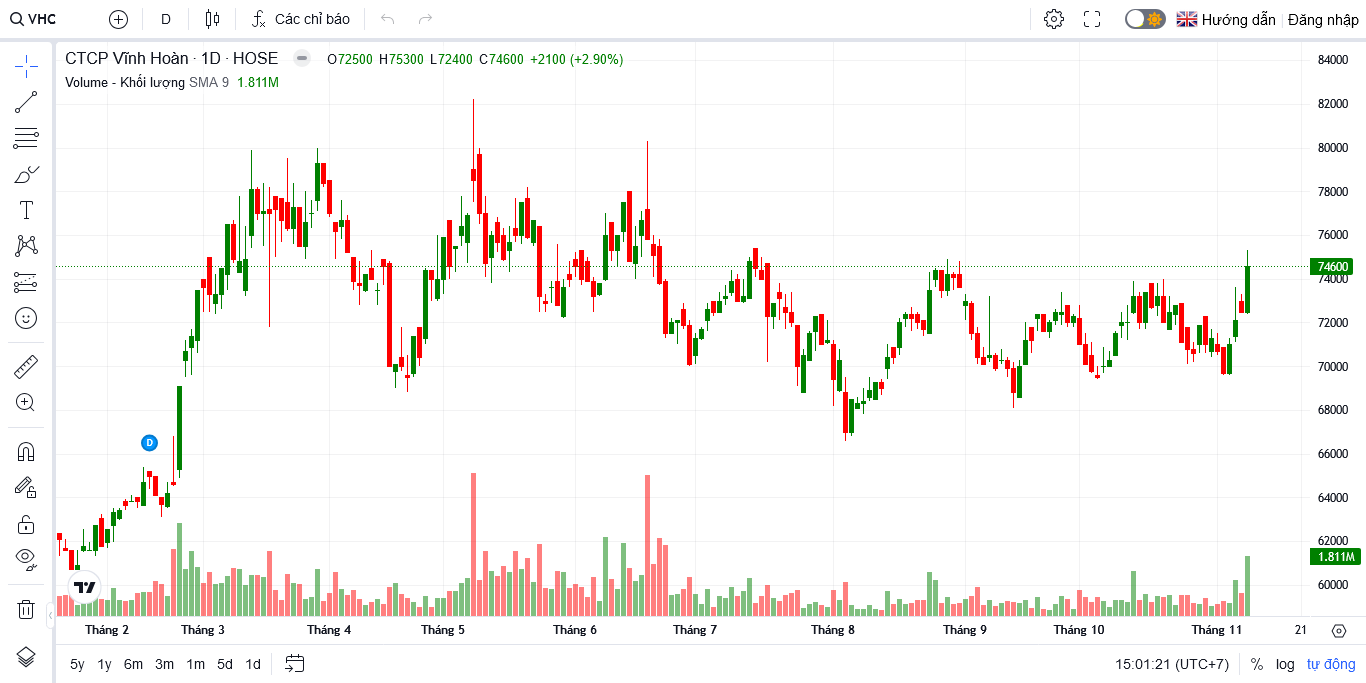 VHC D Các chỉ báo Hướng dẫn Đăng nhập
CTCP Vĩnh Hoàn · 1D · HOSE O72500 H75300 L72400 C74600 +2100 (+2.90%)
Volume - Khối lượng SMA 9 1.811M
84000
82000
80000
78000
76000
74600
74000
72000
70000
68000
D
66000
64000
62000
1.811M
60000
Tháng 2 Tháng 3 Tháng 4 Tháng 5 Tháng 6 Tháng 7 Tháng 8 Tháng 9 Tháng 10 Tháng 11 21
5y 1y 6m 3m 1m 5d 1d 15:01:21 (UTC+7) % log tự động